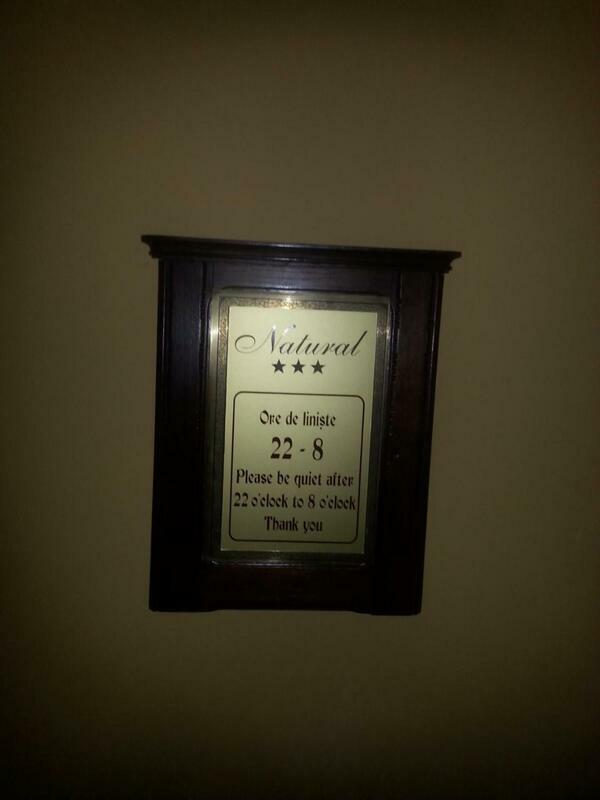 Natural
★★★
Ore de liniște
22 - 8
Please be quiet after
22 o'clock to 8 o'clock
Thank you